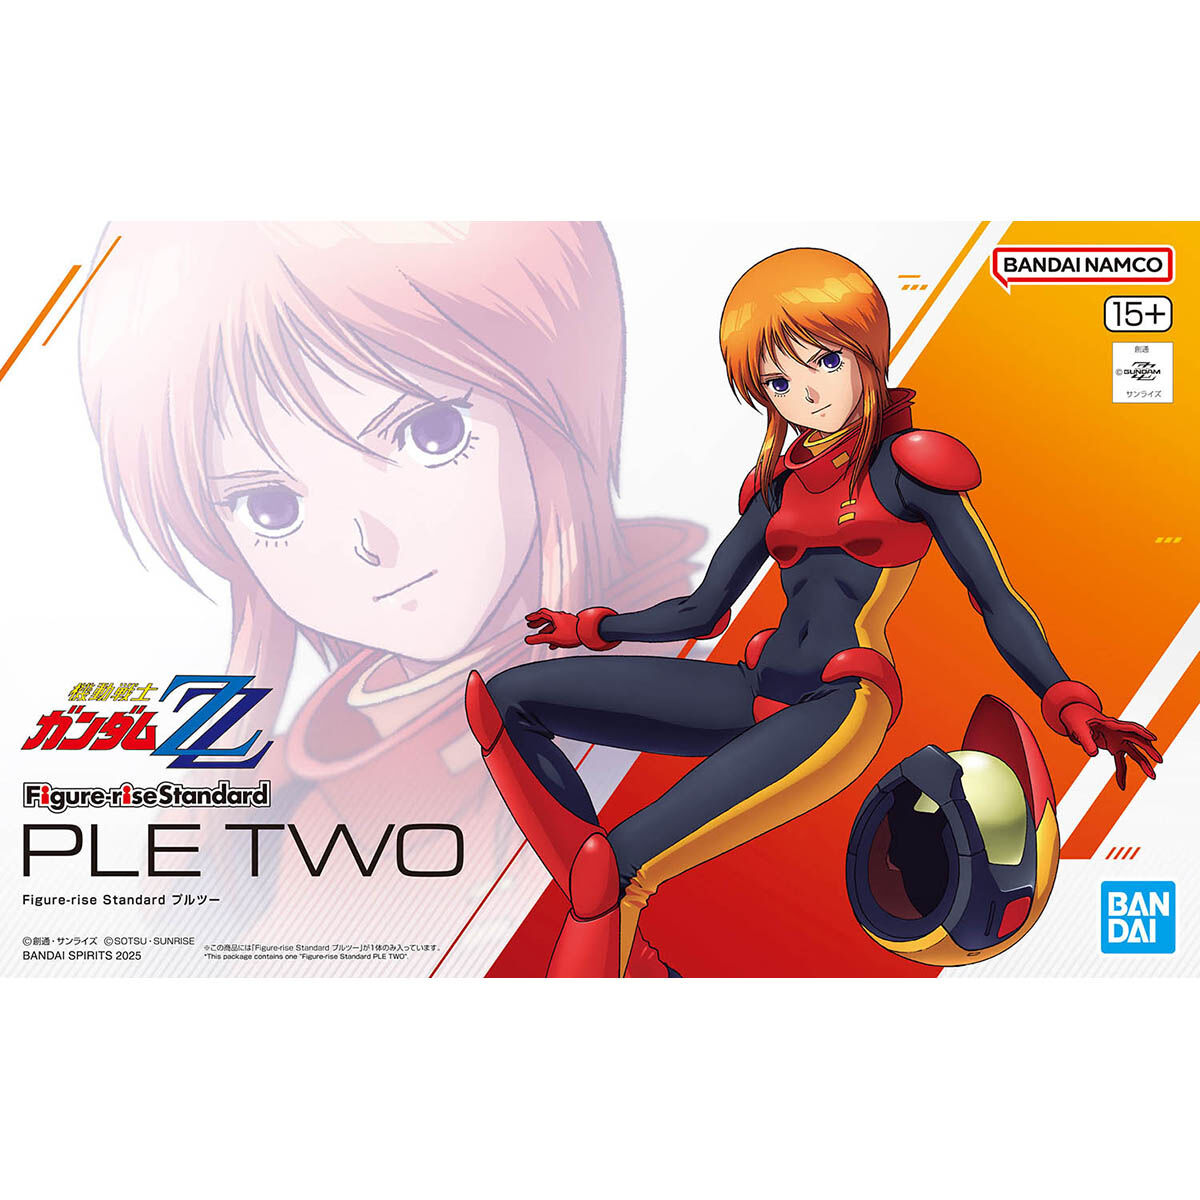 BANDAI NAMCO
15+
創通
©GUNDAM ZZ
サンライズ
機動戦士
ガンダムZZ
Figure-riseStandard
PLE TWO
Figure-rise Standard プルツー
©創通・サンライズ ©SOTSU・SUNRISE
BANDAI SPIRITS 2025
※この商品には「Figure-rise Standard プルツー」が1体のみ入っています。
*This package contains one "Figure-rise Standard PLE TWO".
BAN
DAI